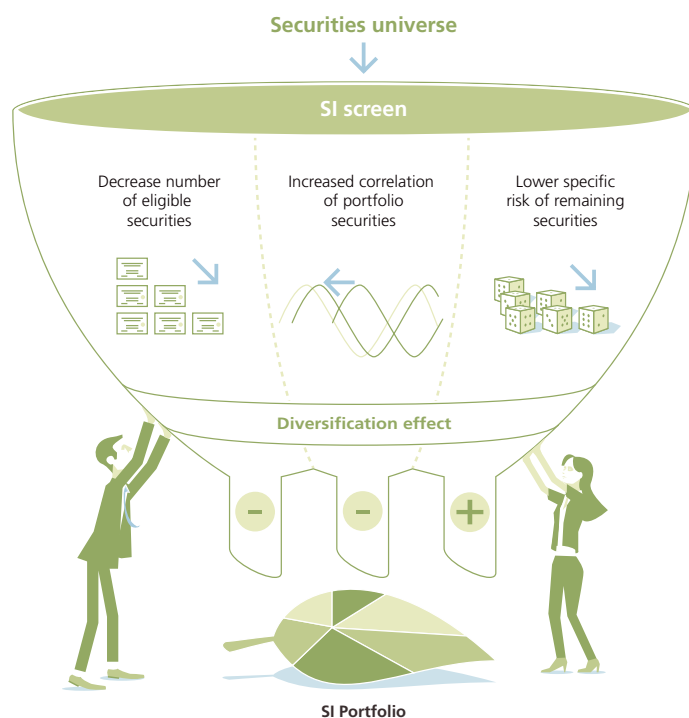 Securities universe
SI screen
Decrease number
of eligible
securities
Increased correlation
of portfolio
securities
Lower specific
risk of remaining
securities
Diversification effect
- - +
SI Portfolio